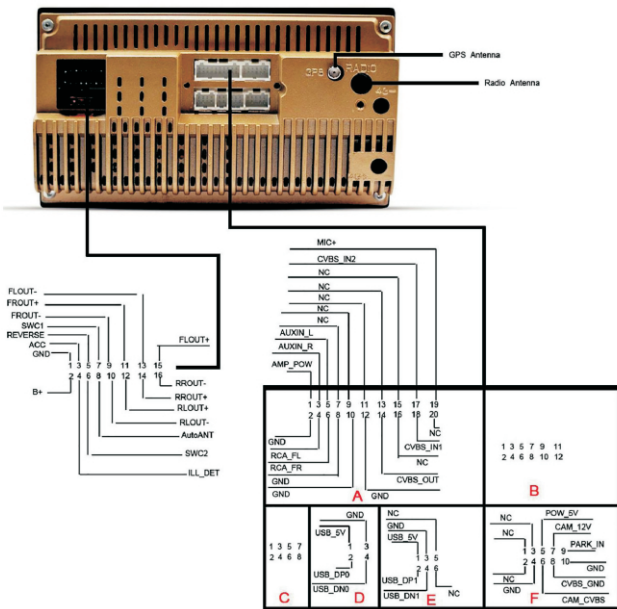 GPS Antenna
GPS RADIO
Radio Antenna
MIC+
CVBS_IN2
NC
NC
NC
NC
AUXIN_L
AUXIN_R
AMP_POW
FLOUT-
FROUT+
FROUT-
SWC1
REVERSE
ACC
GND
FLOUT+
1 3 5 7 9 11 13 15
2 4 6 8 10 12 14 16
B+
RROUT-
RROUT+
RLOUT+
RLOUT-
AutoANT
SWC2
ILL_DET
1 3 5 7 9 11 13 15 17 19
2 4 6 8 10 12 14 16 18 20
GND
RCA_FL
RCA_FR
GND
GND
NC
CVBS_IN1
NC
CVBS_OUT
GND
A
1 3 5 7 9 11
2 4 6 8 10 12
B
1 3 5 7
2 4 6 8
C
GND
USB_5V
1 3
2 4
USB_DP0
USB_DN0
D
NC
GND
USB_5V
1 3 5
2 4 6
USB_DP1
USB_DN1
NC
E
POW_5V
NC
CAM_12V
NC
PARK_IN
1 3 5 7 9
2 4 6 8 10
NC
GND
GND
CVBS_GND
CAM_CVBS
F